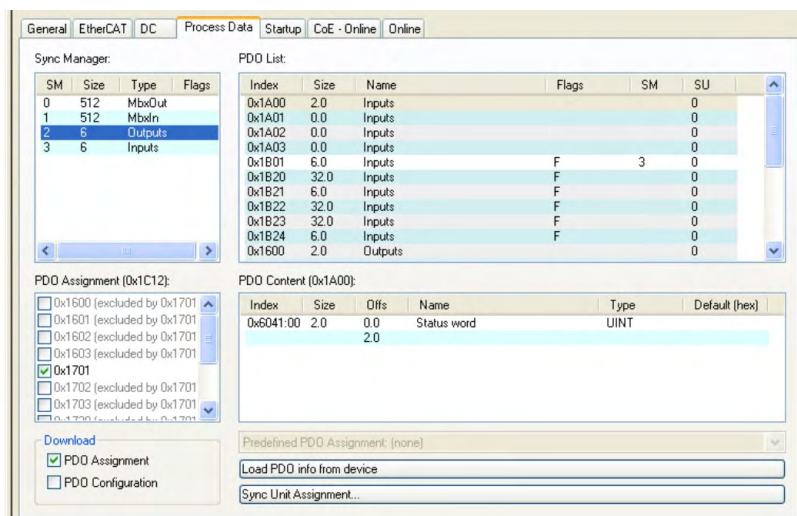 General EtherCAT DC Process Data Startup CoE - Online Online
Sync Manager:
SM Size Type Flags
0 512 MbxOut
1 512 MbxIn
2 6 Outputs
3 6 Inputs
PDO List:
Index Size Name Flags SM SU
0x1A00 2.0 Inputs 0
0x1A01 0.0 Inputs 0
0x1A02 0.0 Inputs 0
0x1A03 0.0 Inputs 0
0x1B01 6.0 Inputs F 3 0
0x1B20 32.0 Inputs F 0
0x1B21 6.0 Inputs F 0
0x1B22 32.0 Inputs F 0
0x1B23 32.0 Inputs F 0
0x1B24 6.0 Inputs F 0
0x1600 2.0 Outputs 0
PDO Assignment (0x1C12):
0x1600 (excluded by 0x1701
0x1601 (excluded by 0x1701
0x1602 (excluded by 0x1701
0x1603 (excluded by 0x1701
0x1701
0x1702 (excluded by 0x1701
0x1703 (excluded by 0x1701
PDO Content (0x1A00):
Index Size Offs Name Type Default (hex)
0x6041:00 2.0 0.0 Status word UINT
2.0
Download
PDO Assignment
PDO Configuration
Predefined PDO Assignment: (none)
Load PDO info from device
Sync Unit Assignment...